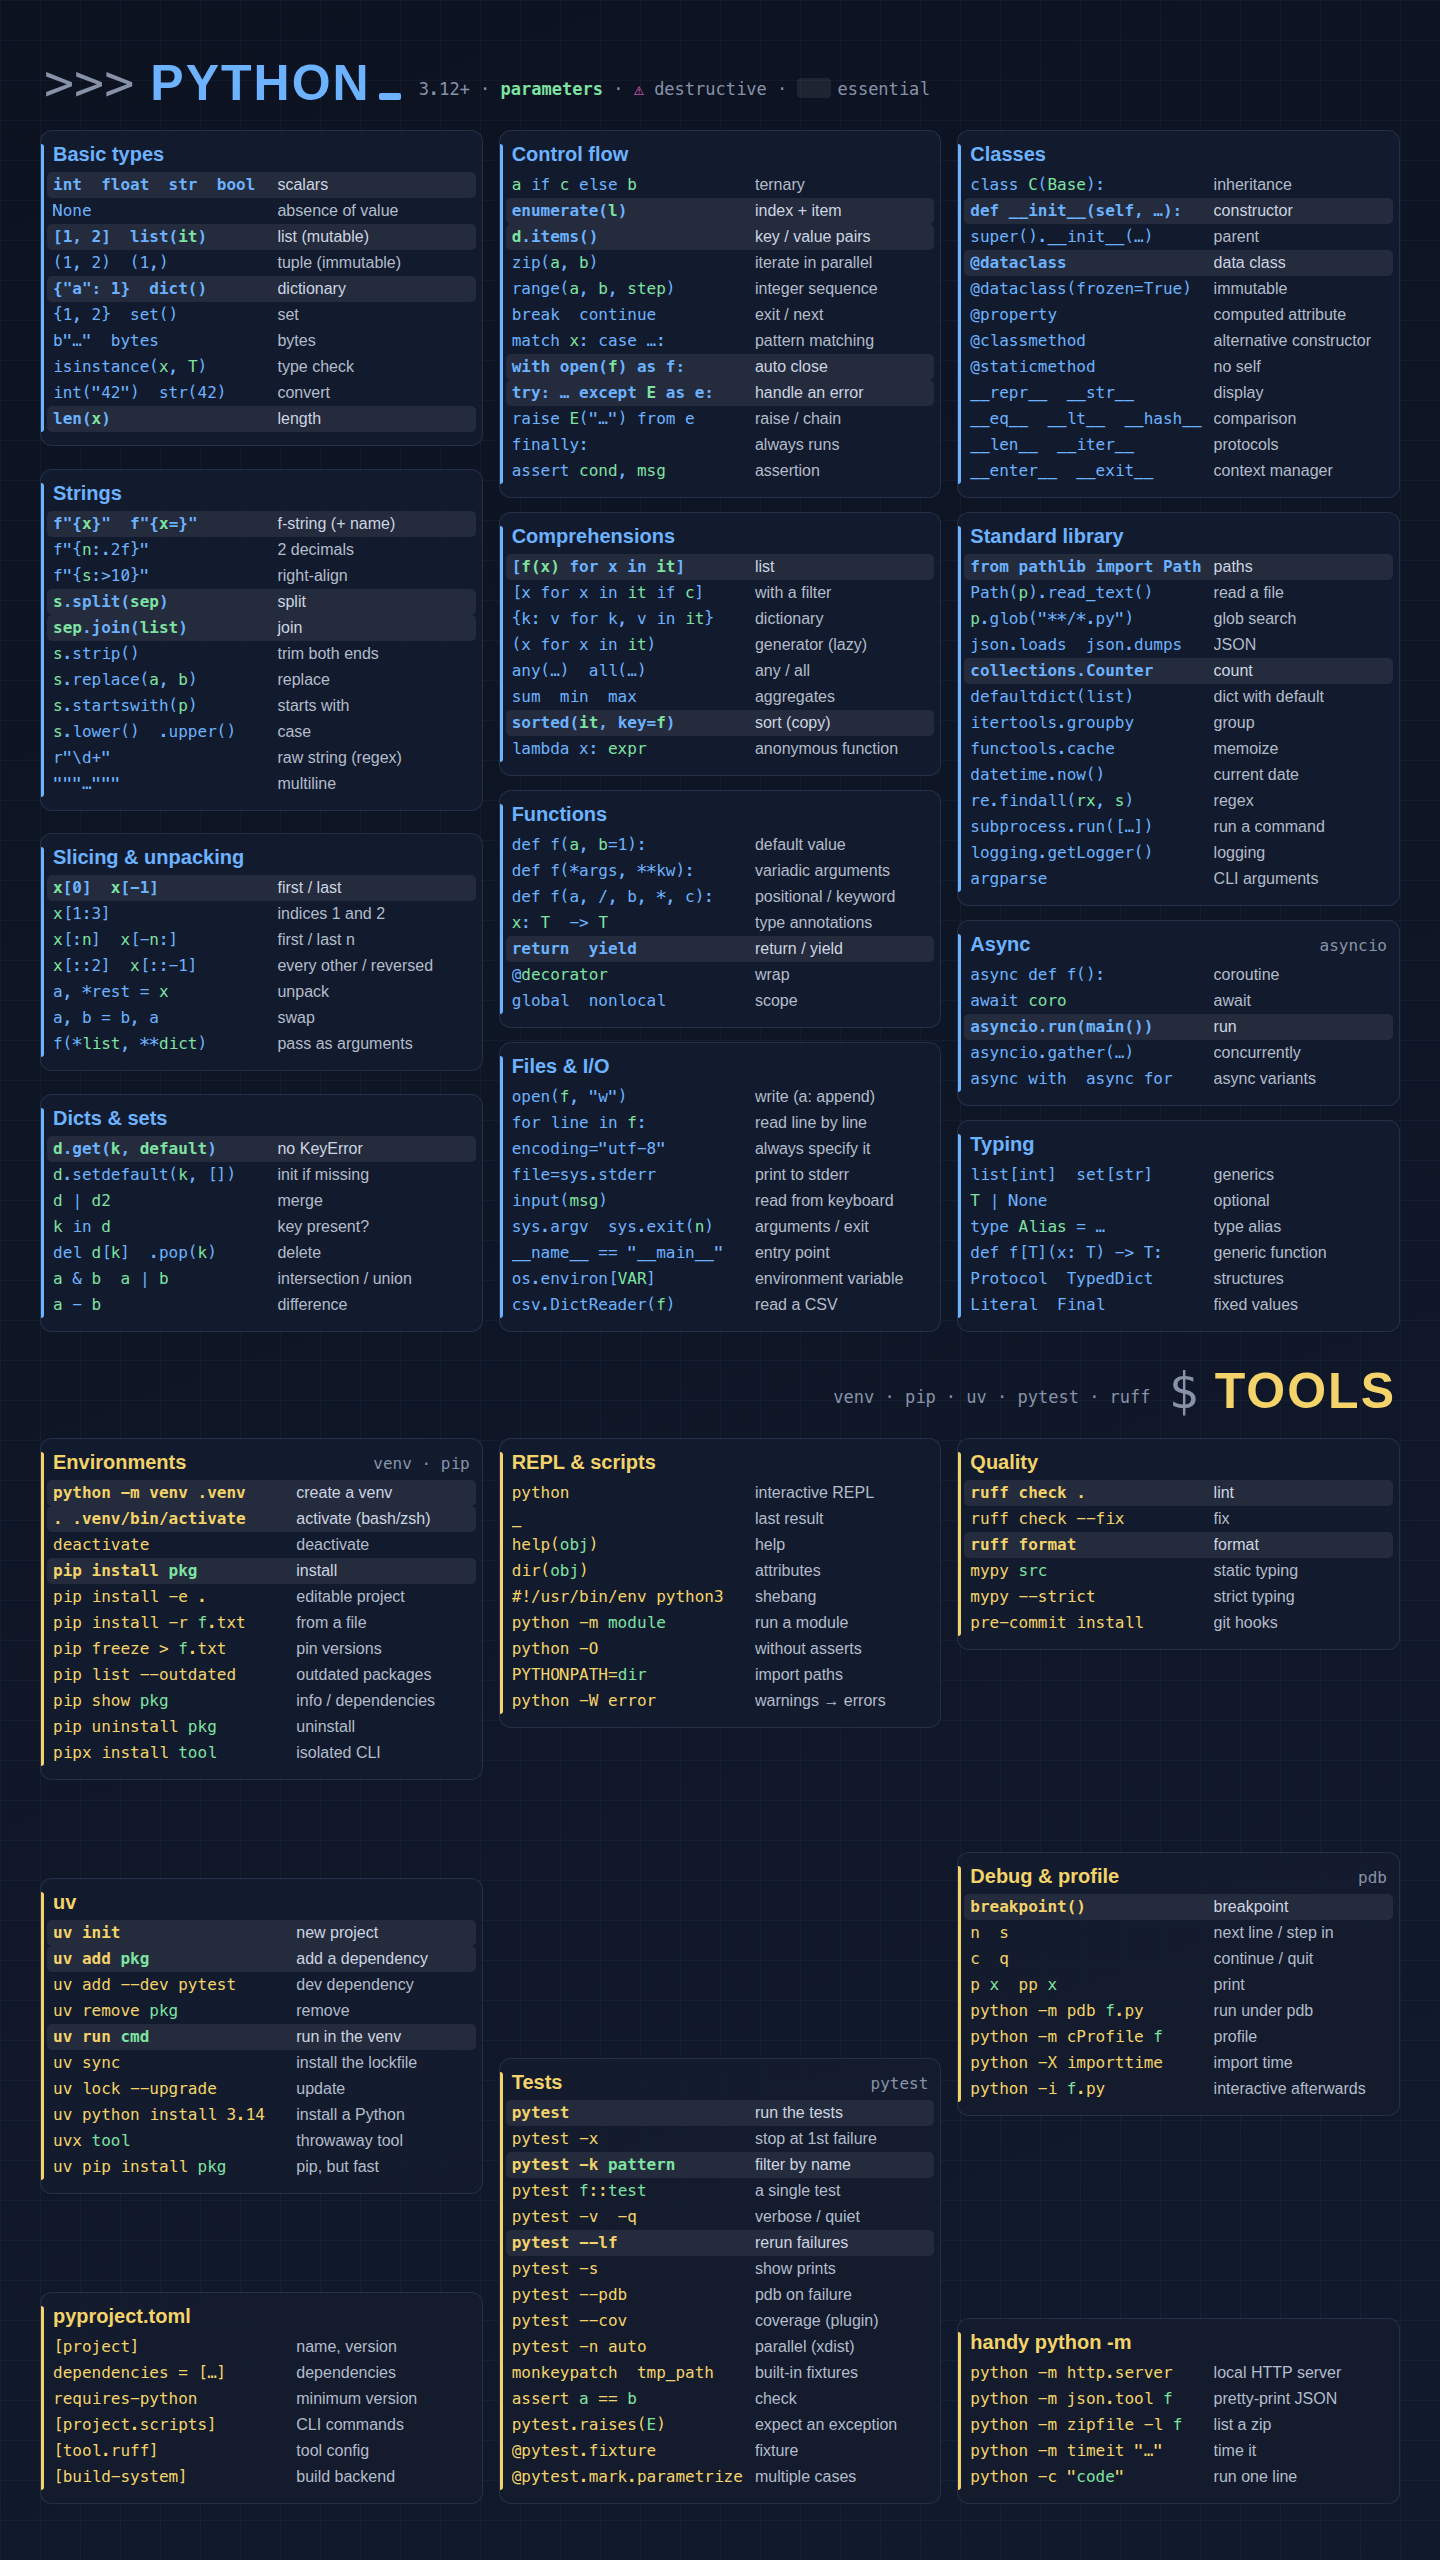 >>> PYTHON_ 3.12+ · parameters · ⚠ destructive · essential
Basic types
int  float  str  bool  scalars
None  absence of value
[1, 2]  list(it)  list (mutable)
(1, 2)  (1,)  tuple (immutable)
{"a": 1}  dict()  dictionary
{1, 2}  set()  set
b"…"  bytes  bytes
isinstance(x, T)  type check
int("42")  str(42)  convert
len(x)  length
Strings
f"{x}"  f"{x=}"  f-string (+ name)
f"{n:.2f}"  2 decimals
f"{s:>10}"  right-align
s.split(sep)  split
sep.join(list)  join
s.strip()  trim both ends
s.replace(a, b)  replace
s.startswith(p)  starts with
s.lower()  .upper()  case
r"\d+"  raw string (regex)
"""…"""  multiline
Slicing & unpacking
x[0]  x[−1]  first / last
x[1:3]  indices 1 and 2
x[:n]  x[−n:]  first / last n
x[::2]  x[::−1]  every other / reversed
a, *rest = x  unpack
a, b = b, a  swap
f(*list, **dict)  pass as arguments
Dicts & sets
d.get(k, default)  no KeyError
d.setdefault(k, [])  init if missing
d | d2  merge
k in d  key present?
del d[k]  .pop(k)  delete
a & b  a | b  intersection / union
a − b  difference
Control flow
a if c else b  ternary
enumerate(l)  index + item
d.items()  key / value pairs
zip(a, b)  iterate in parallel
range(a, b, step)  integer sequence
break  continue  exit / next
match x: case …:  pattern matching
with open(f) as f:  auto close
try: … except E as e:  handle an error
raise E("…") from e  raise / chain
finally:  always runs
assert cond, msg  assertion
Comprehensions
[f(x) for x in it]  list
[x for x in it if c]  with a filter
{k: v for k, v in it}  dictionary
(x for x in it)  generator (lazy)
any(…)  all(…)  any / all
sum  min  max  aggregates
sorted(it, key=f)  sort (copy)
lambda x: expr  anonymous function
Functions
def f(a, b=1):  default value
def f(*args, **kw):  variadic arguments
def f(a, /, b, *, c):  positional / keyword
x: T  −> T  type annotations
return  yield  return / yield
@decorator  wrap
global  nonlocal  scope
Files & I/O
open(f, "w")  write (a: append)
for line in f:  read line by line
encoding="utf−8"  always specify it
file=sys.stderr  print to stderr
input(msg)  read from keyboard
sys.argv  sys.exit(n)  arguments / exit
__name__ == "__main__"  entry point
os.environ[VAR]  environment variable
csv.DictReader(f)  read a CSV
Classes
class C(Base):  inheritance
def __init__(self, …):  constructor
super().__init__(…)  parent
@dataclass  data class
@dataclass(frozen=True)  immutable
@property  computed attribute
@classmethod  alternative constructor
@staticmethod  no self
__repr__  __str__  display
__eq__  __lt__  __hash__  comparison
__len__  __iter__  protocols
__enter__  __exit__  context manager
Standard library
from pathlib import Path  paths
Path(p).read_text()  read a file
p.glob("**/*.py")  glob search
json.loads  json.dumps  JSON
collections.Counter  count
defaultdict(list)  dict with default
itertools.groupby  group
functools.cache  memoize
datetime.now()  current date
re.findall(rx, s)  regex
subprocess.run([…])  run a command
logging.getLogger()  logging
argparse  CLI arguments
Async  asyncio
async def f():  coroutine
await coro  await
asyncio.run(main())  run
asyncio.gather(…)  concurrently
async with  async for  async variants
Typing
list[int]  set[str]  generics
T | None  optional
type Alias = …  type alias
def f[T](x: T) −> T:  generic function
Protocol  TypedDict  structures
Literal  Final  fixed values
venv · pip · uv · pytest · ruff  $ TOOLS
Environments  venv · pip
python −m venv .venv  create a venv
. .venv/bin/activate  activate (bash/zsh)
deactivate  deactivate
pip install pkg  install
pip install −e .  editable project
pip install −r f.txt  from a file
pip freeze > f.txt  pin versions
pip list −−outdated  outdated packages
pip show pkg  info / dependencies
pip uninstall pkg  uninstall
pipx install tool  isolated CLI
uv
uv init  new project
uv add pkg  add a dependency
uv add −−dev pytest  dev dependency
uv remove pkg  remove
uv run cmd  run in the venv
uv sync  install the lockfile
uv lock −−upgrade  update
uv python install 3.14  install a Python
uvx tool  throwaway tool
uv pip install pkg  pip, but fast
pyproject.toml
[project]  name, version
dependencies = […]  dependencies
requires−python  minimum version
[project.scripts]  CLI commands
[tool.ruff]  tool config
[build−system]  build backend
REPL & scripts
python  interactive REPL
_  last result
help(obj)  help
dir(obj)  attributes
#!/usr/bin/env python3  shebang
python −m module  run a module
python −O  without asserts
PYTHONPATH=dir  import paths
python −W error  warnings → errors
Tests  pytest
pytest  run the tests
pytest −x  stop at 1st failure
pytest −k pattern  filter by name
pytest f::test  a single test
pytest −v  −q  verbose / quiet
pytest −−lf  rerun failures
pytest −s  show prints
pytest −−pdb  pdb on failure
pytest −−cov  coverage (plugin)
pytest −n auto  parallel (xdist)
monkeypatch  tmp_path  built-in fixtures
assert a == b  check
pytest.raises(E)  expect an exception
@pytest.fixture  fixture
@pytest.mark.parametrize  multiple cases
Quality
ruff check .  lint
ruff check −−fix  fix
ruff format  format
mypy src  static typing
mypy −−strict  strict typing
pre−commit install  git hooks
Debug & profile  pdb
breakpoint()  breakpoint
n  s  next line / step in
c  q  continue / quit
p x  pp x  print
python −m pdb f.py  run under pdb
python −m cProfile f  profile
python −X importtime  import time
python −i f.py  interactive afterwards
handy python -m
python −m http.server  local HTTP server
python −m json.tool f  pretty-print JSON
python −m zipfile −l f  list a zip
python −m timeit "…"  time it
python −c "code"  run one line